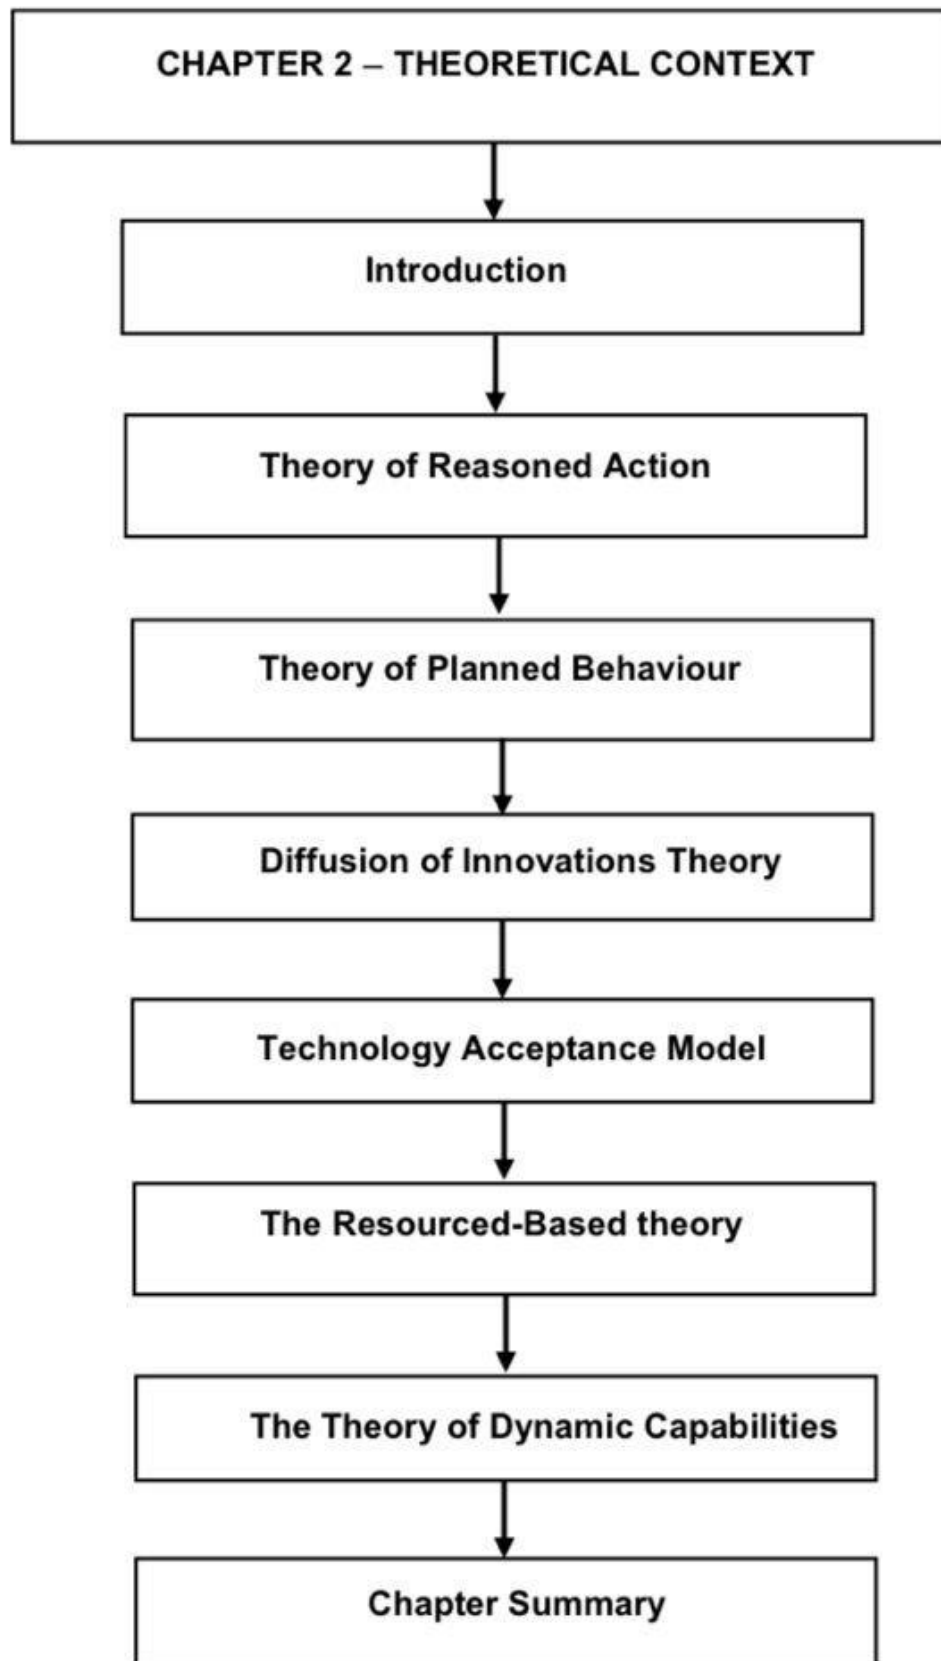 CHAPTER 2 – THEORETICAL CONTEXT
Introduction
Theory of Reasoned Action
Theory of Planned Behaviour
Diffusion of Innovations Theory
Technology Acceptance Model
The Resourced-Based theory
The Theory of Dynamic Capabilities
Chapter Summary